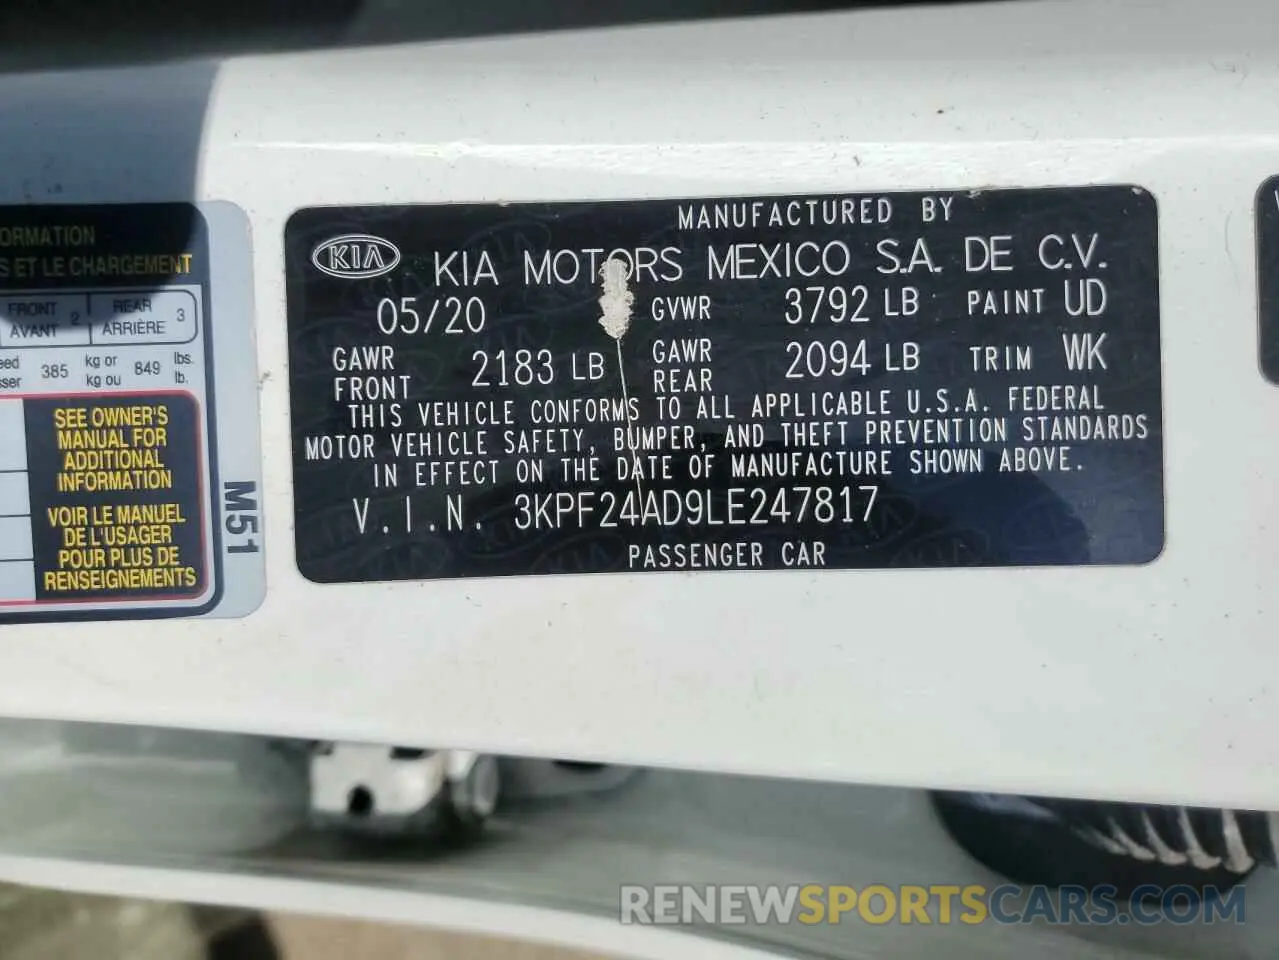 ORMATION
S ET LE CHARGEMENT
FRONT
AVANT 2
REAR
ARRIÈRE 3
385 kg or
kg ou 849 lbs.
lb.
SEE OWNER'S
MANUAL FOR
ADDITIONAL
INFORMATION
VOIR LE MANUEL
DE L'USAGER
POUR PLUS DE
RENSEIGNEMENTS
M51
MANUFACTURED BY
KIA KIA MOTORS MEXICO S.A. DE C.V.
05/20 GVWR 3792 LB PAINT UD
GAWR
FRONT 2183 LB GAWR
REAR 2094 LB TRIM WK
THIS VEHICLE CONFORMS TO ALL APPLICABLE U.S.A. FEDERAL
MOTOR VEHICLE SAFETY, BUMPER, AND THEFT PREVENTION STANDARDS
IN EFFECT ON THE DATE OF MANUFACTURE SHOWN ABOVE.
V.I.N. 3KPF24AD9LE247817
PASSENGER CAR
RENEWSPORTSCARS.COM